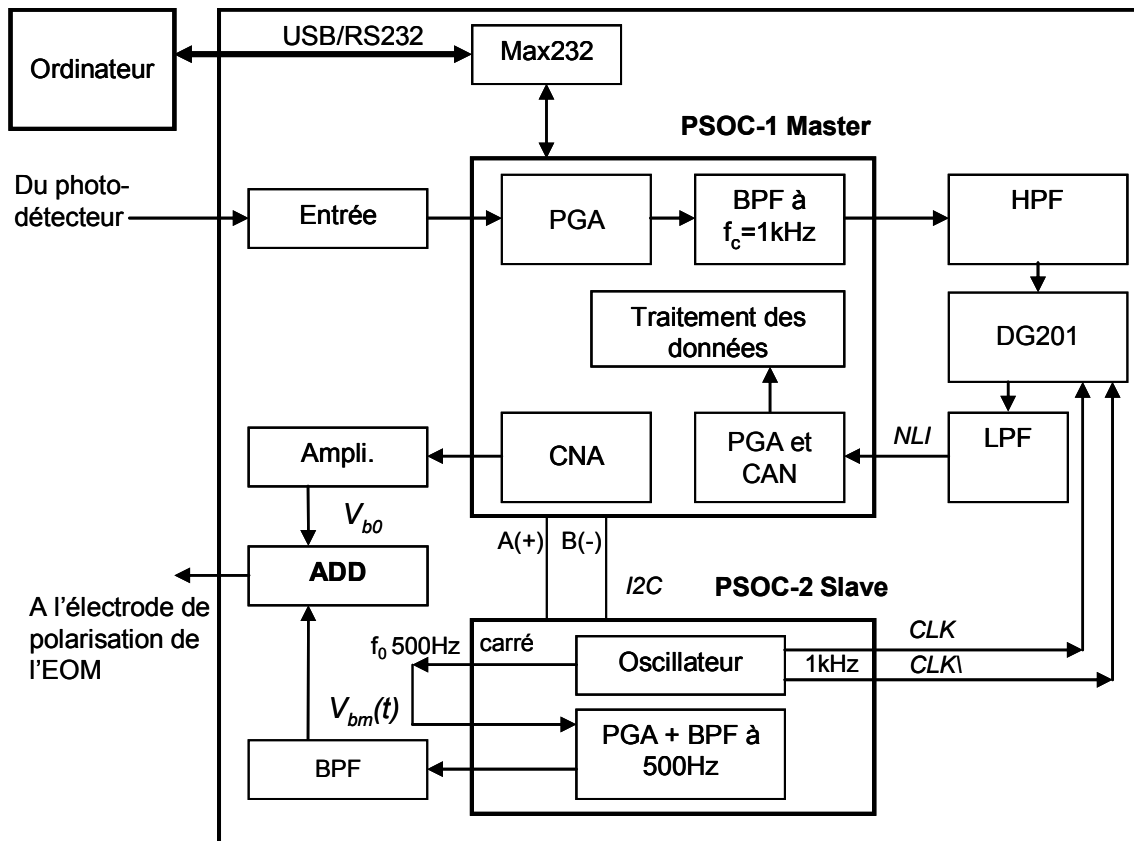 USB/RS232
Ordinateur
Max232
PSOC-1 Master
Du photo-
détecteur
Entrée
PGA
BPF à
f_c=1kHz
HPF
Traitement des
données
DG201
Ampli.
CNA
PGA et
CAN
NLI
LPF
V_b0
A(+)
B(-)
ADD
I2C
PSOC-2 Slave
A l'électrode de
polarisation de
l'EOM
f_0 500Hz
carré
Oscillateur
1kHz
CLK
CLK\
V_bm(t)
PGA + BPF à
500Hz
BPF